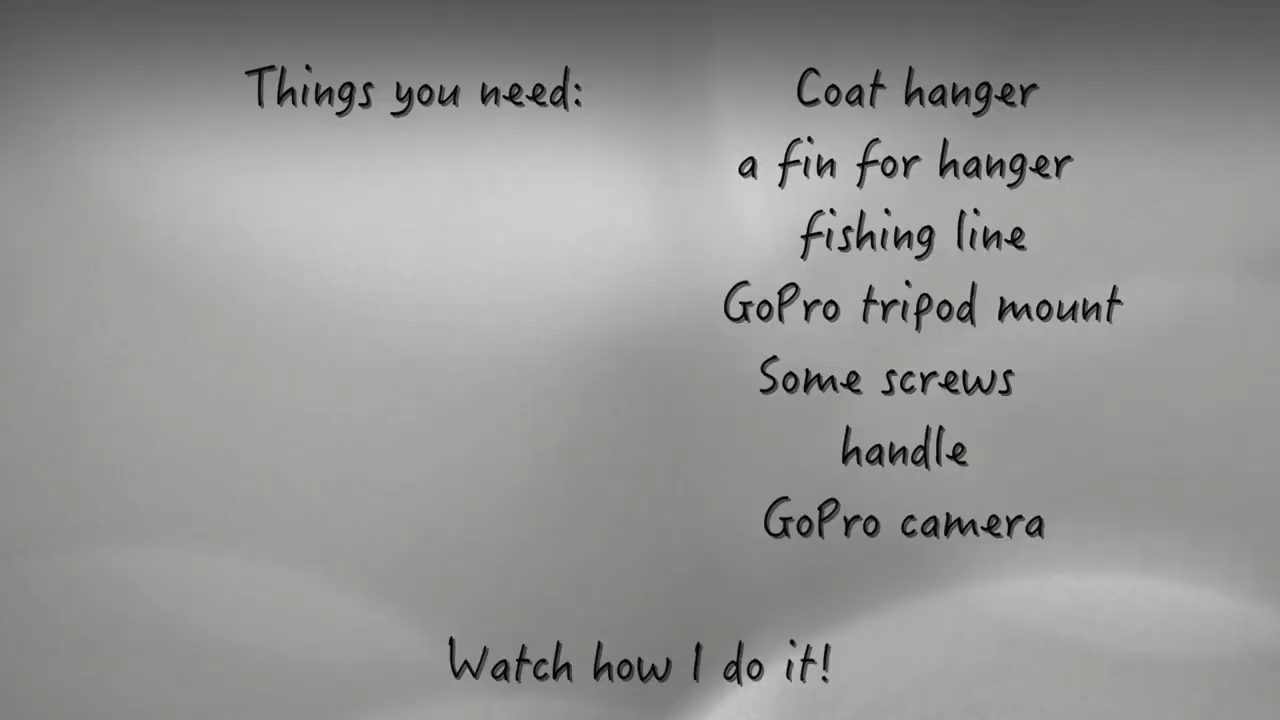 Things you need:
Coat hanger
a fin for hanger
fishing line
GoPro tripod mount
Some screws
handle
GoPro camera
Watch how I do it!